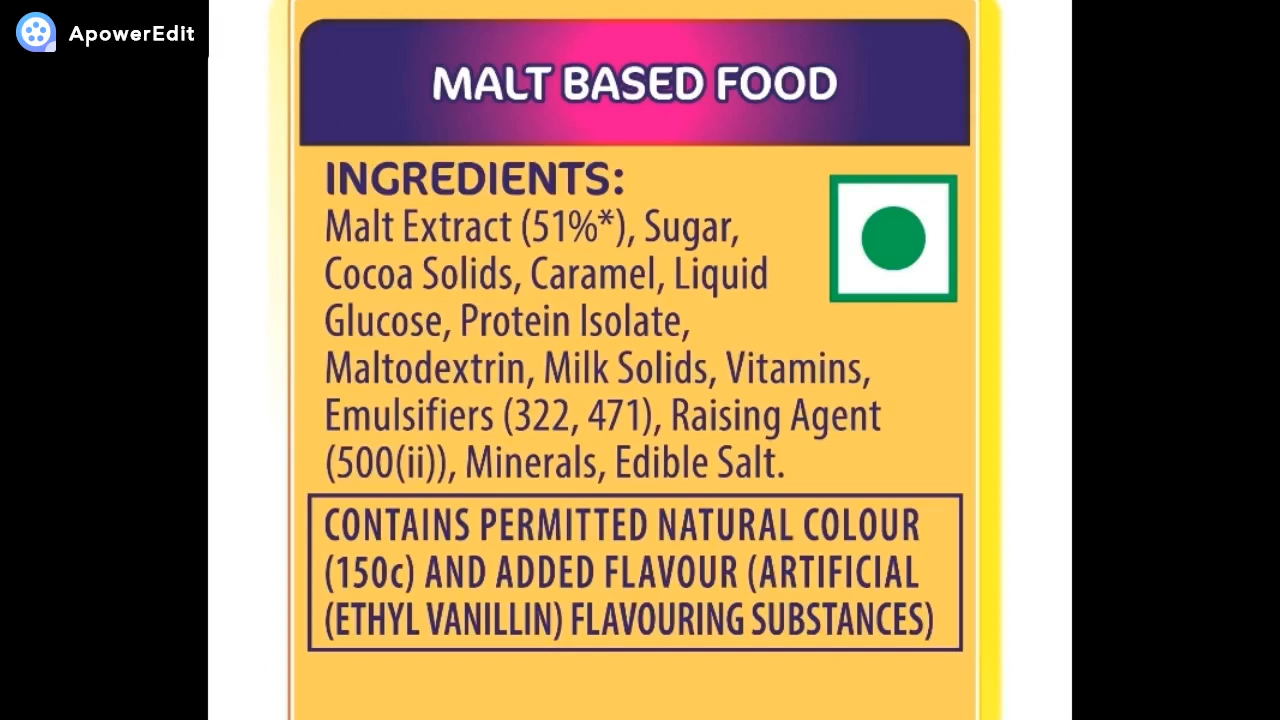 ApowerEdit
MALT BASED FOOD
INGREDIENTS:
Malt Extract (51%*), Sugar,
Cocoa Solids, Caramel, Liquid
Glucose, Protein Isolate,
Maltodextrin, Milk Solids, Vitamins,
Emulsifiers (322, 471), Raising Agent
(500(ii)), Minerals, Edible Salt.
CONTAINS PERMITTED NATURAL COLOUR
(150c) AND ADDED FLAVOUR (ARTIFICIAL
(ETHYL VANILLIN) FLAVOURING SUBSTANCES)